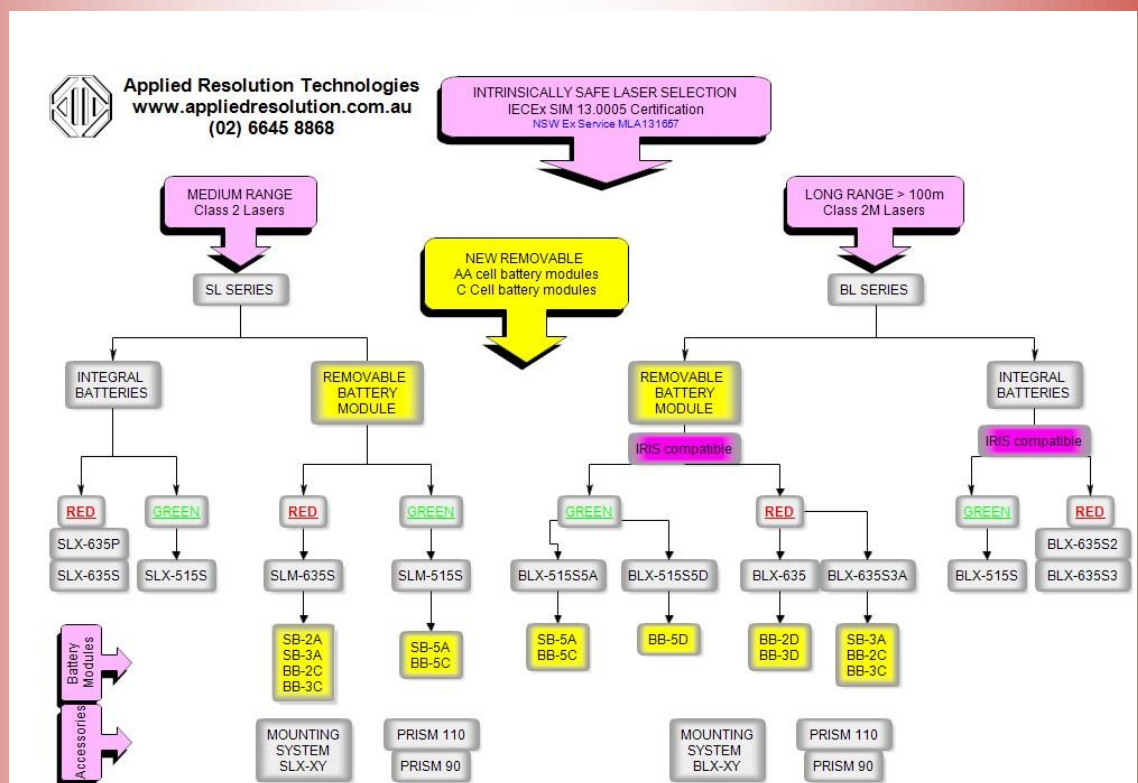 Applied Resolution Technologies
www.appliedresolution.com.au
(02) 6645 8868
INTRINSICALLY SAFE LASER SELECTION
IECEx SIM 13.0005 Certification
NSW Ex Service MLA131657
MEDIUM RANGE
Class 2 Lasers
LONG RANGE > 100m
Class 2M Lasers
NEW REMOVABLE
AA cell battery modules
C Cell battery modules
SL SERIES
BL SERIES
INTEGRAL
BATTERIES
REMOVABLE
BATTERY
MODULE
REMOVABLE
BATTERY
MODULE
INTEGRAL
BATTERIES
IRIS compatible
IRIS compatible
RED
GREEN
RED
GREEN
GREEN
RED
GREEN
RED
SLX-635P
SLX-635S
SLX-515S
SLM-635S
SLM-515S
BLX-515S5A
BLX-515S5D
BLX-635
BLX-635S3A
BLX-515S
BLX-635S2
BLX-635S3
Battery
Modules
SB-2A
SB-3A
BB-2C
BB-3C
SB-5A
BB-5C
SB-5A
BB-5C
BB-5D
BB-2D
BB-3D
SB-3A
BB-2C
BB-3C
Accessories
MOUNTING
SYSTEM
SLX-XY
PRISM 110
PRISM 90
MOUNTING
SYSTEM
BLX-XY
PRISM 110
PRISM 90